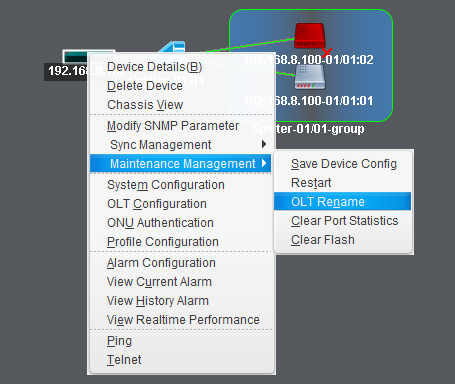 192.168.8.100-01/01:02
192.168.
192.168.8.100-01/01:01
Splitter-01/01-group
Device Details(B)
Delete Device
Chassis View
Modify SNMP Parameter
Sync Management
Maintenance Management
System Configuration
OLT Configuration
ONU Authentication
Profile Configuration
Alarm Configuration
View Current Alarm
View History Alarm
View Realtime Performance
Ping
Telnet
Save Device Config
Restart
OLT Rename
Clear Port Statistics
Clear Flash